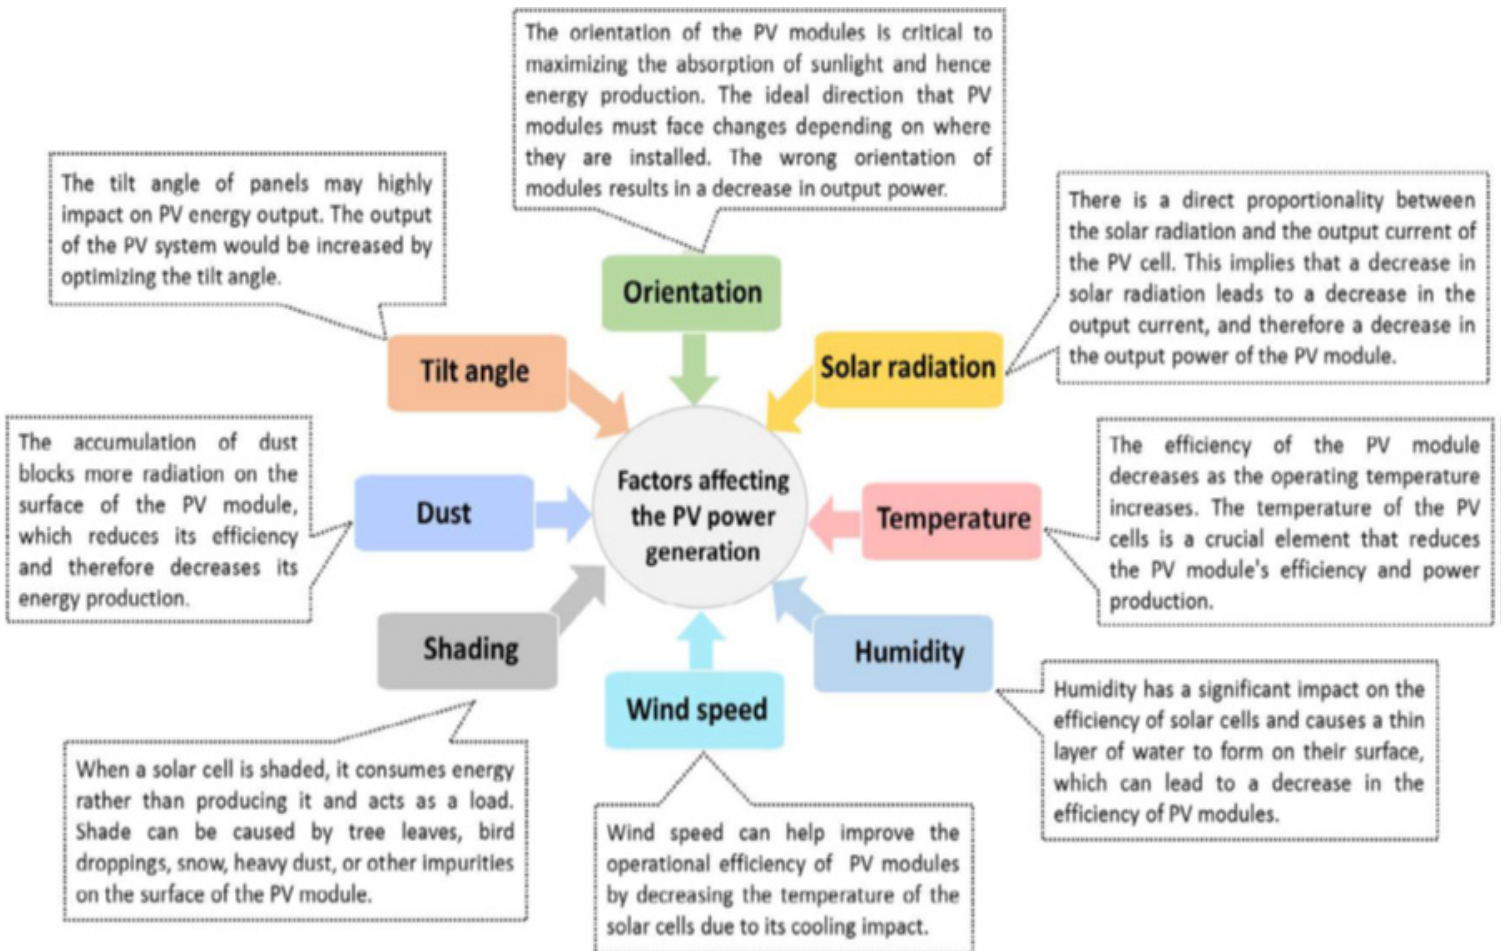 The orientation of the PV modules is critical to
maximizing the absorption of sunlight and hence
energy production. The ideal direction that PV
modules must face changes depending on where
they are installed. The wrong orientation of
modules results in a decrease in output power.
The tilt angle of panels may highly
impact on PV energy output. The output
of the PV system would be increased by
optimizing the tilt angle.
There is a direct proportionality between
the solar radiation and the output current of
the PV cell. This implies that a decrease in
solar radiation leads to a decrease in the
output current, and therefore a decrease in
the output power of the PV module.
Orientation
Tilt angle
Solar radiation
The accumulation of dust
blocks more radiation on the
surface of the PV module,
which reduces its efficiency
and therefore decreases its
energy production.
Dust
Factors affecting
the PV power
generation
Temperature
The efficiency of the PV module
decreases as the operating temperature
increases. The temperature of the PV
cells is a crucial element that reduces
the PV module's efficiency and power
production.
Shading
Wind speed
Humidity
Humidity has a significant impact on the
efficiency of solar cells and causes a thin
layer of water to form on their surface,
which can lead to a decrease in the
efficiency of PV modules.
When a solar cell is shaded, it consumes energy
rather than producing it and acts as a load.
Shade can be caused by tree leaves, bird
droppings, snow, heavy dust, or other impurities
on the surface of the PV module.
Wind speed can help improve the
operational efficiency of PV modules
by decreasing the temperature of the
solar cells due to its cooling impact.